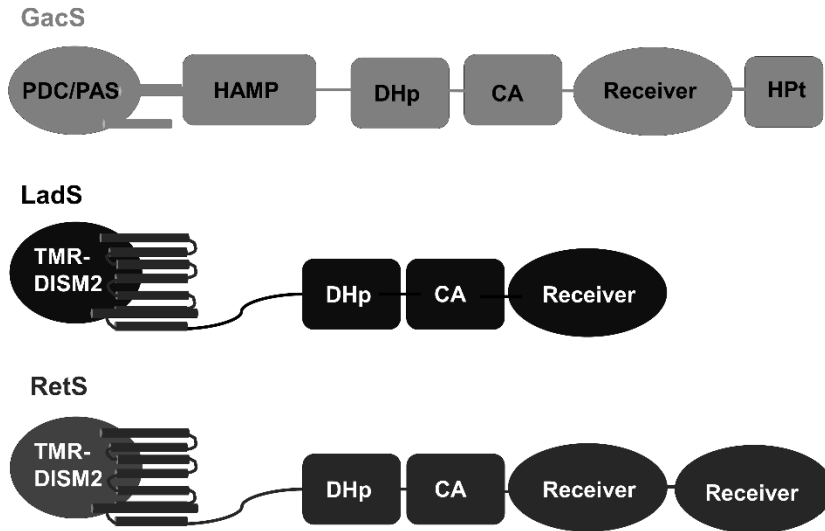 GacS
PDC/PAS HAMP DHp CA Receiver HPt
LadS
TMR-
DISM2
DHp CA Receiver
RetS
TMR-
DISM2
DHp CA Receiver Receiver